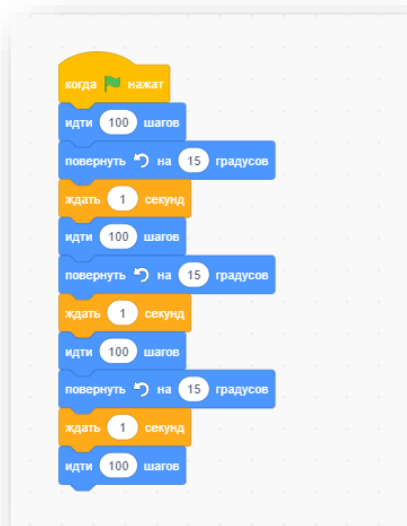 когда нажат
идти 100 шагов
повернуть на 15 градусов
ждать 1 секунд
идти 100 шагов
повернуть на 15 градусов
ждать 1 секунд
идти 100 шагов
повернуть на 15 градусов
ждать 1 секунд
идти 100 шагов